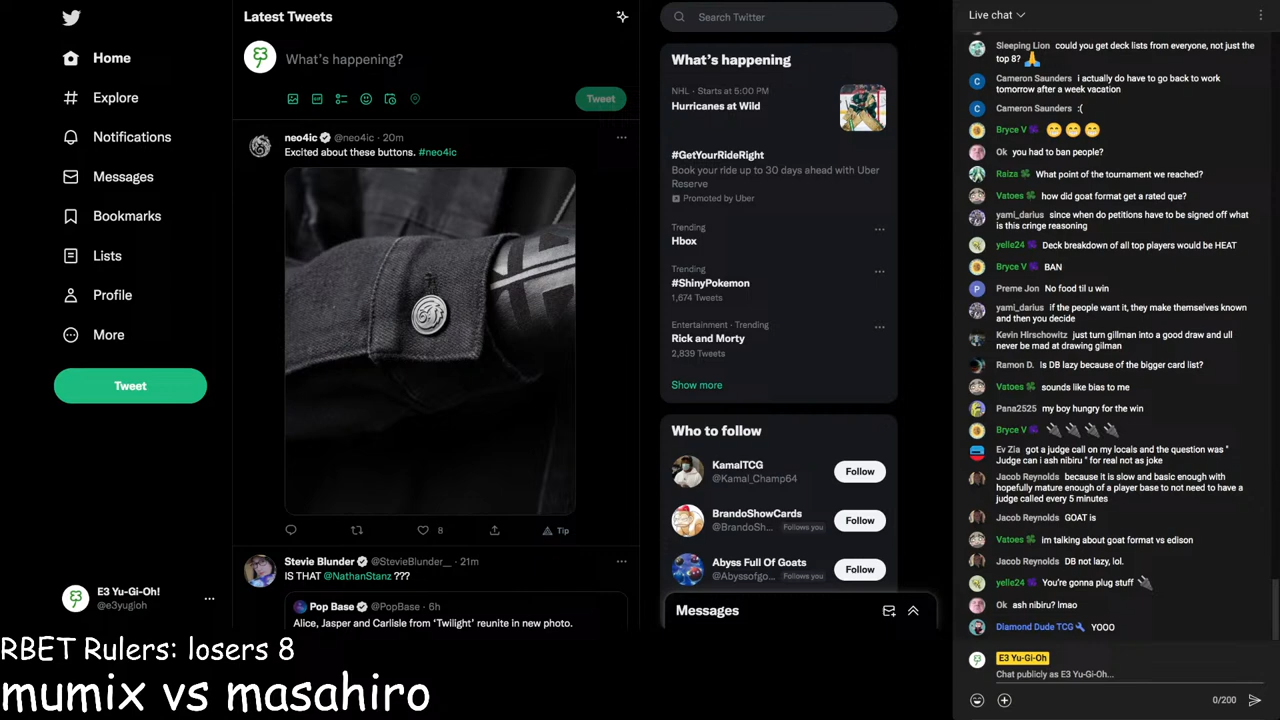 Home
Explore
Notifications
Messages
Bookmarks
Lists
Profile
More
Tweet
E3 Yu-Gi-Oh!
@e3yugioh
Latest Tweets
What's happening?
GIF
Tweet
neo4ic @neo4ic · 20m
Excited about these buttons. #neo4ic
8
Tip
Stevie Blunder @StevieBlunder__ · 21m
IS THAT @NathanStanz ???
Pop Base @PopBase · 6h
Alice, Jasper and Carlisle from 'Twilight' reunite in new photo.
Search Twitter
What's happening
NHL · Starts at 5:00 PM
Hurricanes at Wild
#GetYourRideRight
Book your ride up to 30 days ahead with Uber
Reserve
Promoted by Uber
Trending
Hbox
Trending
#ShinyPokemon
1,674 Tweets
Entertainment · Trending
Rick and Morty
2,839 Tweets
Show more
Who to follow
KamalTCG
@Kamal_Champ64
Follow
BrandoShowCards
@BrandoSh... Follows you
Follow
Abyss Full Of Goats
@Abyssofgo... Follows you
Follow
Messages
Live chat
Sleeping Lion could you get deck lists from everyone, not just the
top 8? 🙏
Cameron Saunders i actually do have to go back to work
tomorrow after a week vacation
Cameron Saunders :(
Bryce V 😁😁😁
Ok you had to ban people?
Raiza What point of the tournament we reached?
Vatoes how did goat format get a rated que?
yami_darius since when do petitions have to be signed off what
is this cringe reasoning
yelle24 Deck breakdown of all top players would be HEAT
Bryce V BAN
Preme Jon No food til u win
yami_darius if the people want it, they make themselves known
and then you decide
Kevin Hirschowitz just turn gillman into a good draw and ull
never be mad at drawing gilman
Ramon D. Is DB lazy because of the bigger card list?
Vatoes sounds like bias to me
Pana2525 my boy hungry for the win
Bryce V 🔌🔌🔌🔌
Ev Zia got a judge call on my locals and the question was "
Judge can i ash nibiru " for real not as joke
Jacob Reynolds because it is slow and basic enough with
hopefully mature enough of a player base to not need to have a
judge called every 5 minutes
Jacob Reynolds GOAT is
Vatoes im talking about goat format vs edison
Jacob Reynolds DB not lazy, lol.
yelle24 You're gonna plug stuff 🔌
Ok ash nibiru? lmao
Diamond Dude TCG YOOO
E3 Yu-Gi-Oh
Chat publicly as E3 Yu-Gi-Oh...
0/200
RBET Rulers: losers 8
mumix vs masahiro